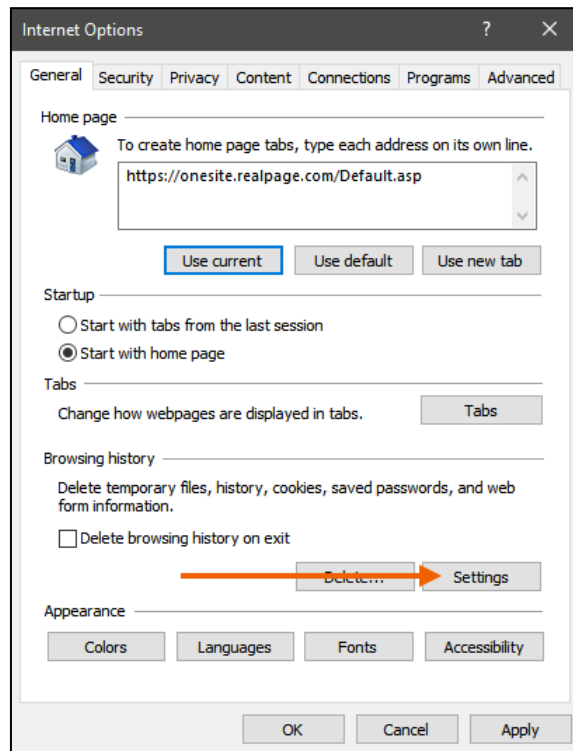 Internet Options ?
General Security Privacy Content Connections Programs Advanced
Home page
To create home page tabs, type each address on its own line.
https://onesite.realpage.com/Default.asp
Use current Use default Use new tab
Startup
Start with tabs from the last session
Start with home page
Tabs
Change how webpages are displayed in tabs. Tabs
Browsing history
Delete temporary files, history, cookies, saved passwords, and web
form information.
Delete browsing history on exit
Delete... Settings
Appearance
Colors Languages Fonts Accessibility
OK Cancel Apply